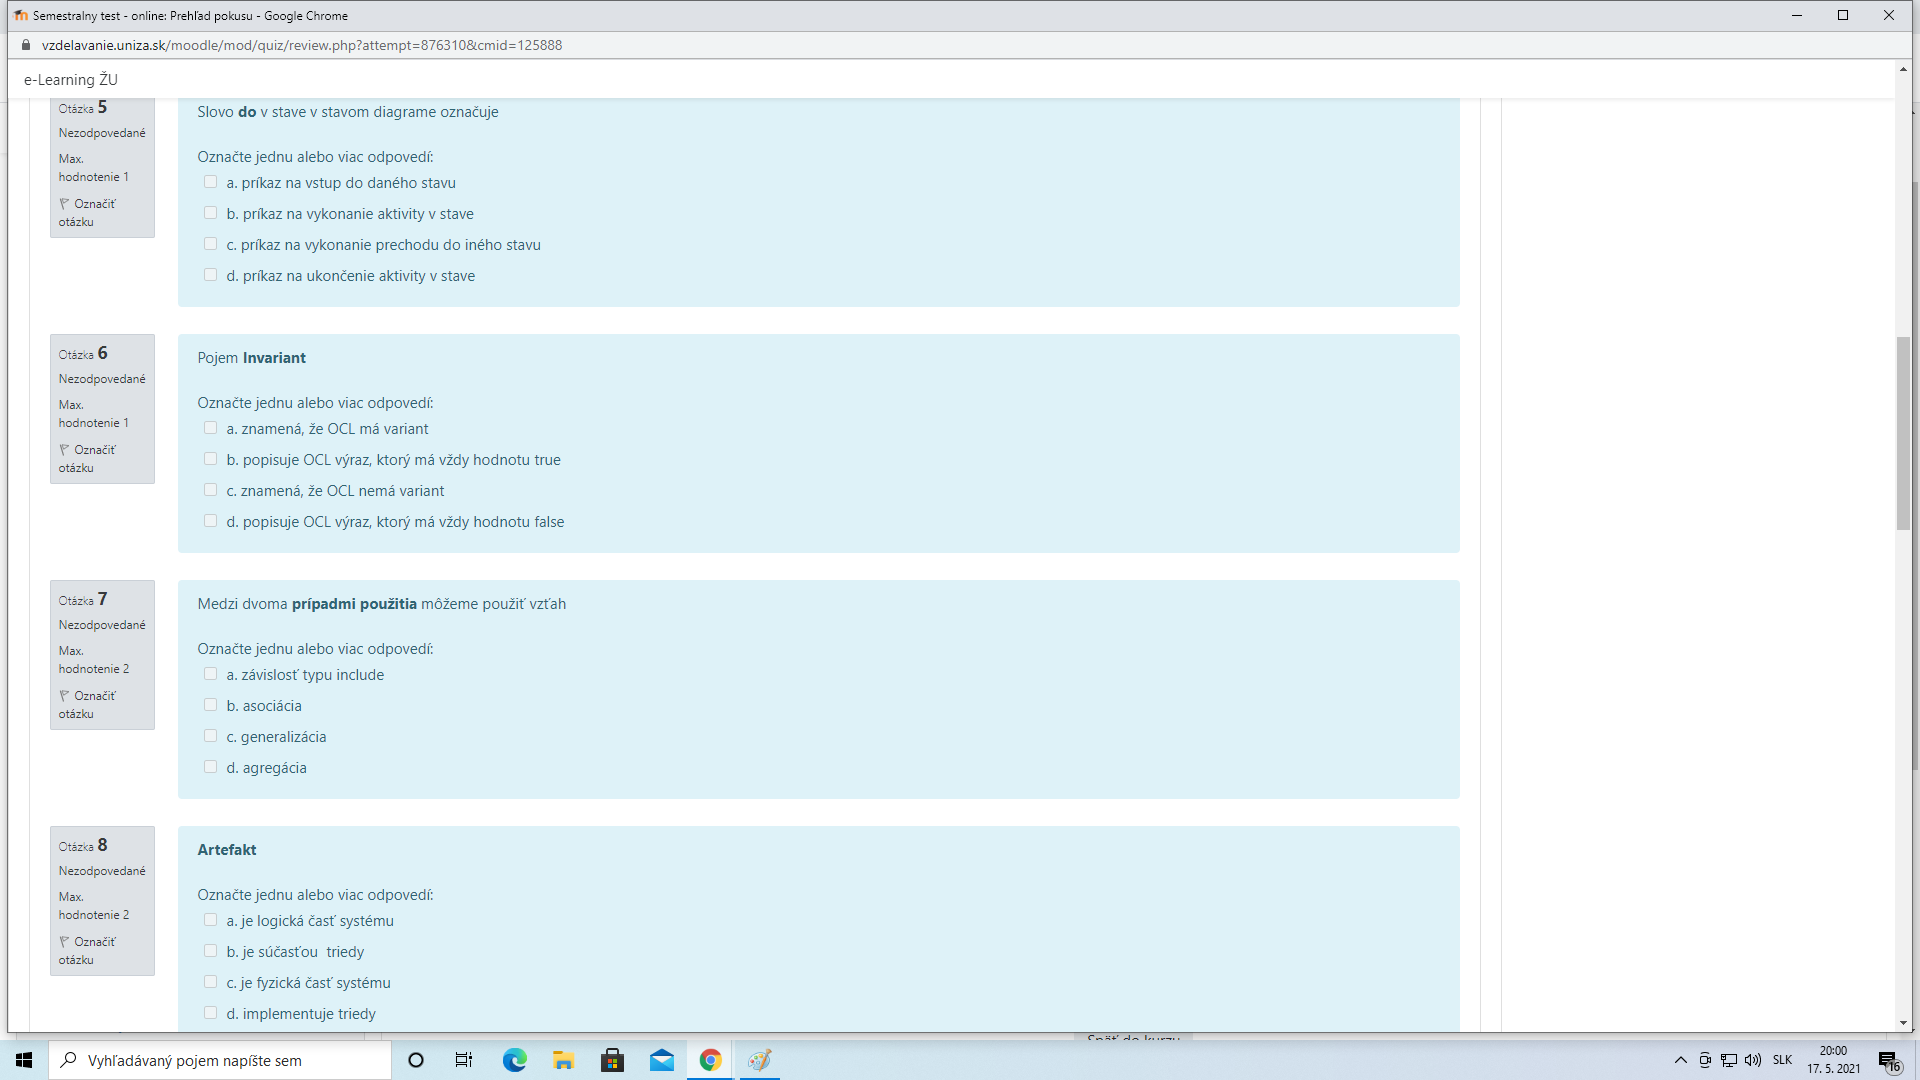 Semestralny test - online: Prehľad pokusu - Google Chrome
vzdelavanie.uniza.sk/moodle/mod/quiz/review.php?attempt=876310&cmid=125888
e-Learning ŽU
Otázka 5
Nezodpovedané
Max.
hodnotenie 1
Označiť
otázku
Slovo do v stave v stavom diagrame označuje
Označte jednu alebo viac odpovedí:
a. príkaz na vstup do daného stavu
b. príkaz na vykonanie aktivity v stave
c. príkaz na vykonanie prechodu do iného stavu
d. príkaz na ukončenie aktivity v stave
Otázka 6
Nezodpovedané
Max.
hodnotenie 1
Označiť
otázku
Pojem Invariant
Označte jednu alebo viac odpovedí:
a. znamená, že OCL má variant
b. popisuje OCL výraz, ktorý má vždy hodnotu true
c. znamená, že OCL nemá variant
d. popisuje OCL výraz, ktorý má vždy hodnotu false
Otázka 7
Nezodpovedané
Max.
hodnotenie 2
Označiť
otázku
Medzi dvoma prípadmi použitia môžeme použiť vzťah
Označte jednu alebo viac odpovedí:
a. závislosť typu include
b. asociácia
c. generalizácia
d. agregácia
Otázka 8
Nezodpovedané
Max.
hodnotenie 2
Označiť
otázku
Artefakt
Označte jednu alebo viac odpovedí:
a. je logická časť systému
b. je súčasťou triedy
c. je fyzická časť systému
d. implementuje triedy
Späť do kurzu
Vyhľadávaný pojem napíšte sem
SLK
20:00
17. 5. 2021
16